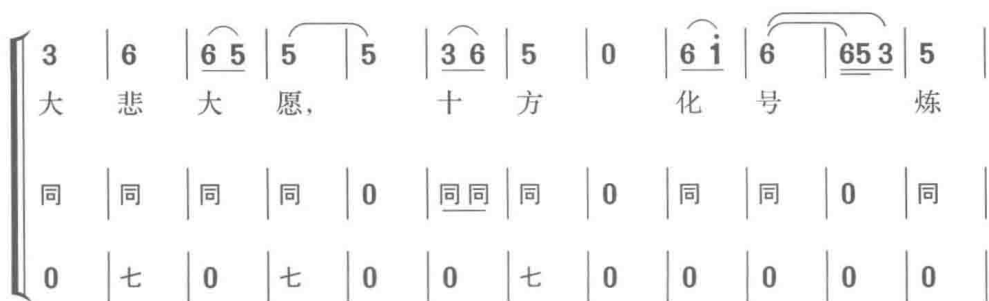 3 | 6 | 6 5 | 5 | 5 | 3 6 | 5 | 0 | 6 i | 6 | 65 3 | 5 |
大 悲 大 愿, 十 方 化 号 炼
同 | 同 | 同 | 同 | 0 | 同 同 | 同 | 0 | 同 | 同 | 0 | 同 |
0 | 七 | 0 | 七 | 0 | 0 | 七 | 0 | 0 | 0 | 0 | 0 |